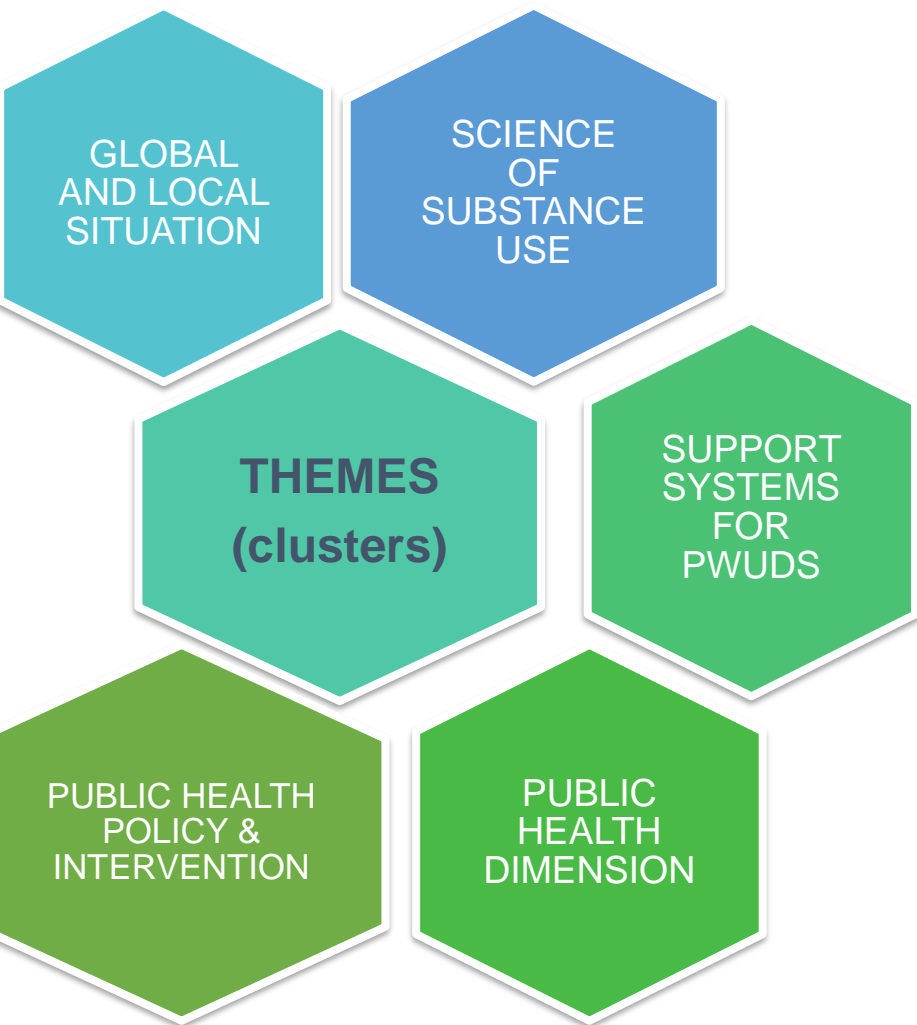 GLOBAL
AND LOCAL
SITUATION
SCIENCE
OF
SUBSTANCE
USE
THEMES
(clusters)
SUPPORT
SYSTEMS
FOR
PWUDS
PUBLIC HEALTH
POLICY &
INTERVENTION
PUBLIC
HEALTH
DIMENSION